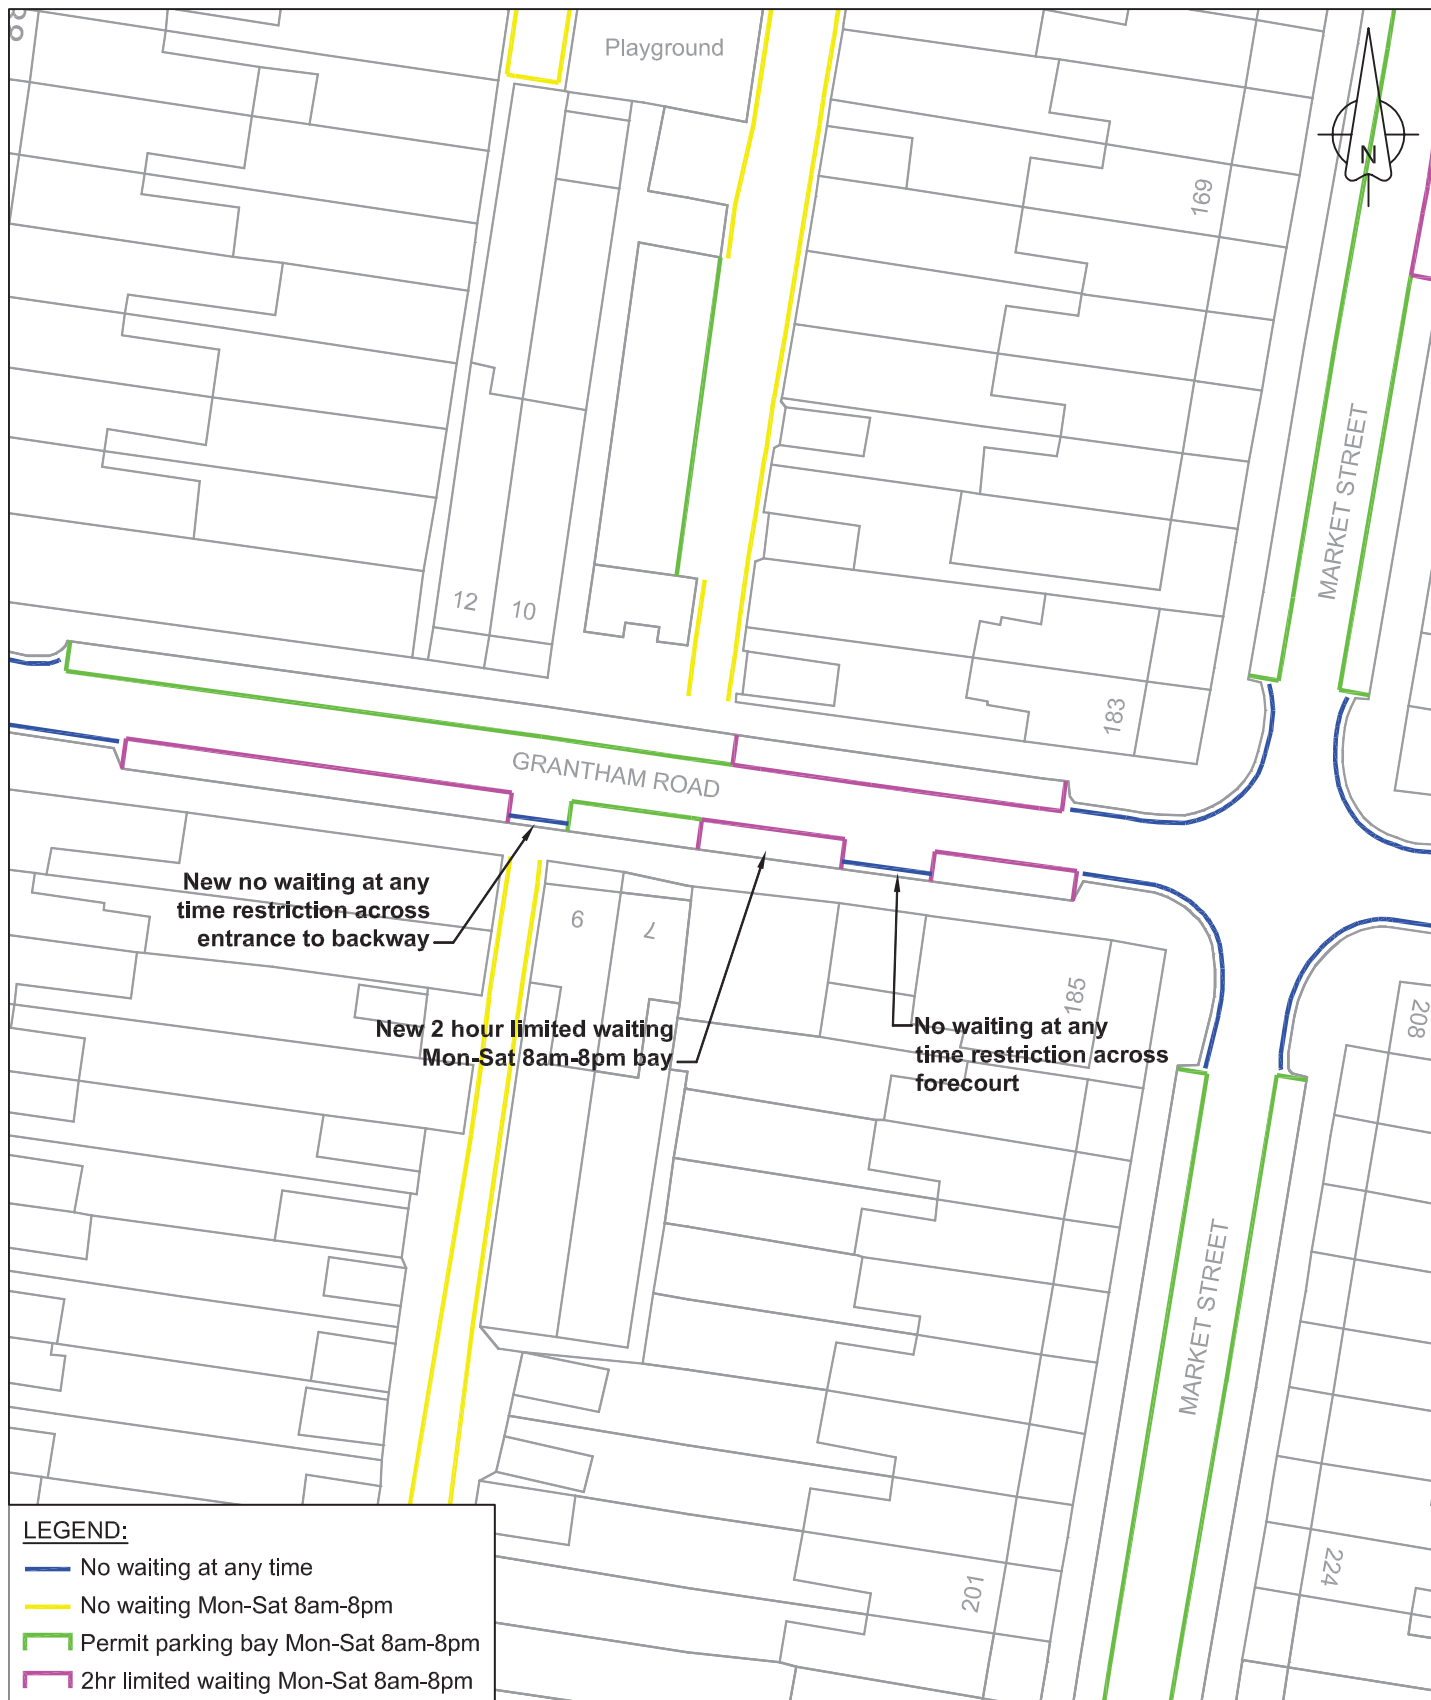 Playground
N
169
MARKET STREET
12
10
183
GRANTHAM ROAD
New no waiting at any
time restriction across
entrance to backway
9
7
New 2 hour limited waiting
Mon-Sat 8am-8pm bay
185
No waiting at any
time restriction across
forecourt
208
MARKET STREET
201
224
LEGEND:
No waiting at any time
No waiting Mon-Sat 8am-8pm
Permit parking bay Mon-Sat 8am-8pm
2hr limited waiting Mon-Sat 8am-8pm